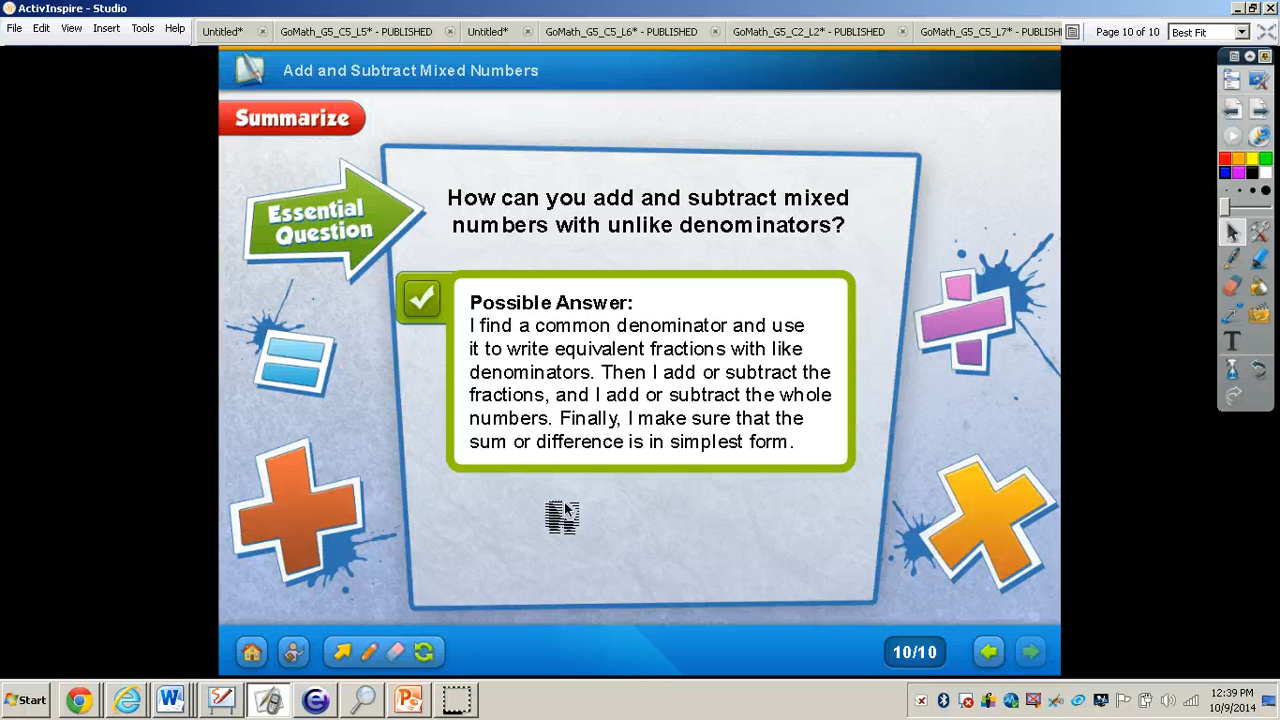 ActivInspire - Studio
File Edit View Insert Tools Help
Untitled* GoMath_G5_C5_L5* - PUBLISHED Untitled* GoMath_G5_C5_L6* - PUBLISHED GoMath_G5_C2_L2* - PUBLISHED GoMath_G5_C5_L7* - PUBLISHI Page 10 of 10 Best Fit
Add and Subtract Mixed Numbers
Summarize
Essential
Question
How can you add and subtract mixed
numbers with unlike denominators?
Possible Answer:
I find a common denominator and use
it to write equivalent fractions with like
denominators. Then I add or subtract the
fractions, and I add or subtract the whole
numbers. Finally, I make sure that the
sum or difference is in simplest form.
10/10
Start
12:39 PM
10/9/2014